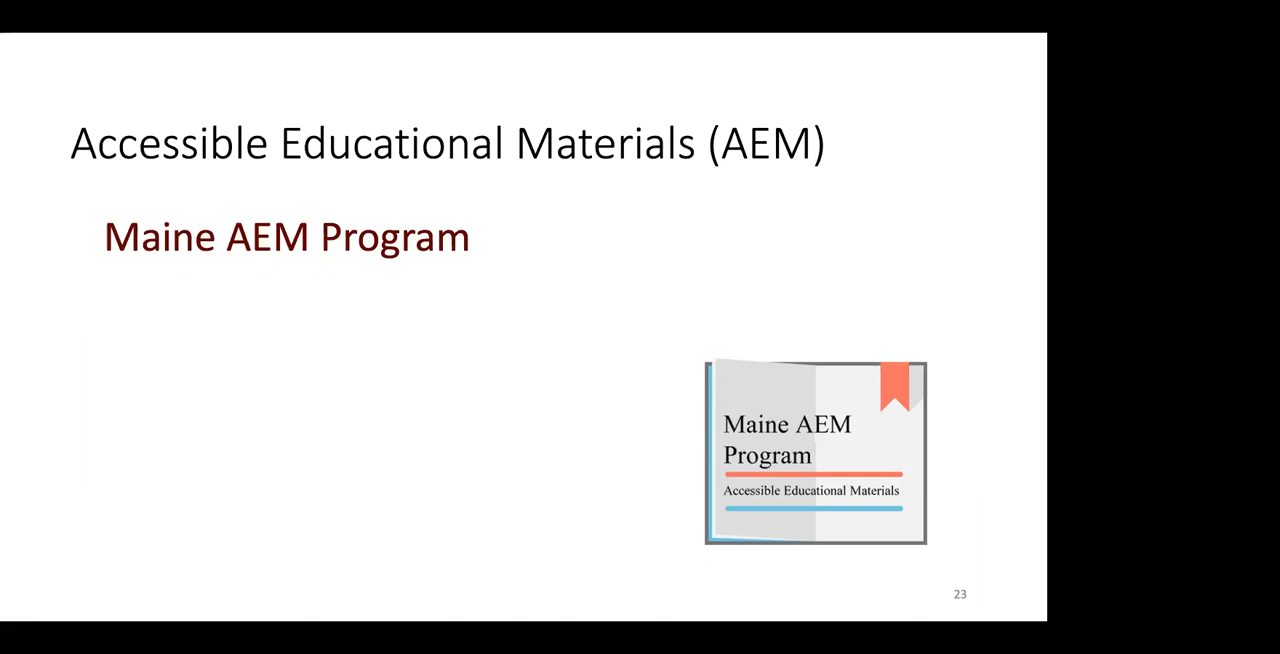 Accessible Educational Materials (AEM)
Maine AEM Program
Maine AEM
Program
Accessible Educational Materials
23